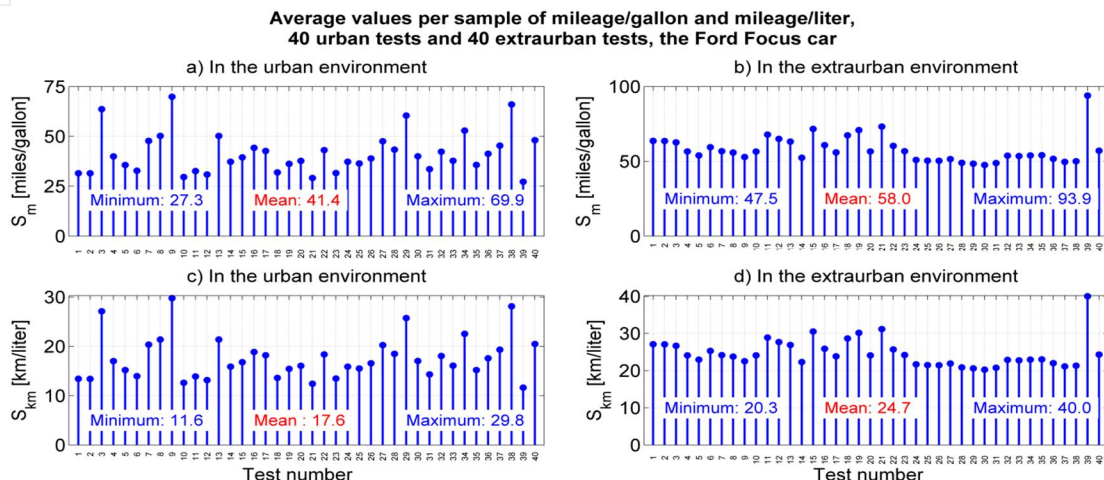 Average values per sample of mileage/gallon and mileage/liter,
40 urban tests and 40 extraurban tests, the Ford Focus car
a) In the urban environment
75
50
25
0
S_m [miles/gallon]
Minimum: 27.3 Mean: 41.4 Maximum: 69.9
1 2 3 4 5 6 7 8 9 10 11 12 13 14 15 16 17 18 19 20 21 22 23 24 25 26 27 28 29 30 31 32 33 34 35 36 37 38 39 40
b) In the extraurban environment
100
50
0
S_m [miles/gallon]
Minimum: 47.5 Mean: 58.0 Maximum: 93.9
1 2 3 4 5 6 7 8 9 10 11 12 13 14 15 16 17 18 19 20 21 22 23 24 25 26 27 28 29 30 31 32 33 34 35 36 37 38 39 40
c) In the urban environment
30
20
10
0
S_km [km/liter]
Minimum: 11.6 Mean : 17.6 Maximum: 29.8
1 2 3 4 5 6 7 8 9 10 11 12 13 14 15 16 17 18 19 20 21 22 23 24 25 26 27 28 29 30 31 32 33 34 35 36 37 38 39 40
Test number
d) In the extraurban environment
40
30
20
10
0
S_km [km/liter]
Minimum: 20.3 Mean: 24.7 Maximum: 40.0
1 2 3 4 5 6 7 8 9 10 11 12 13 14 15 16 17 18 19 20 21 22 23 24 25 26 27 28 29 30 31 32 33 34 35 36 37 38 39 40
Test number